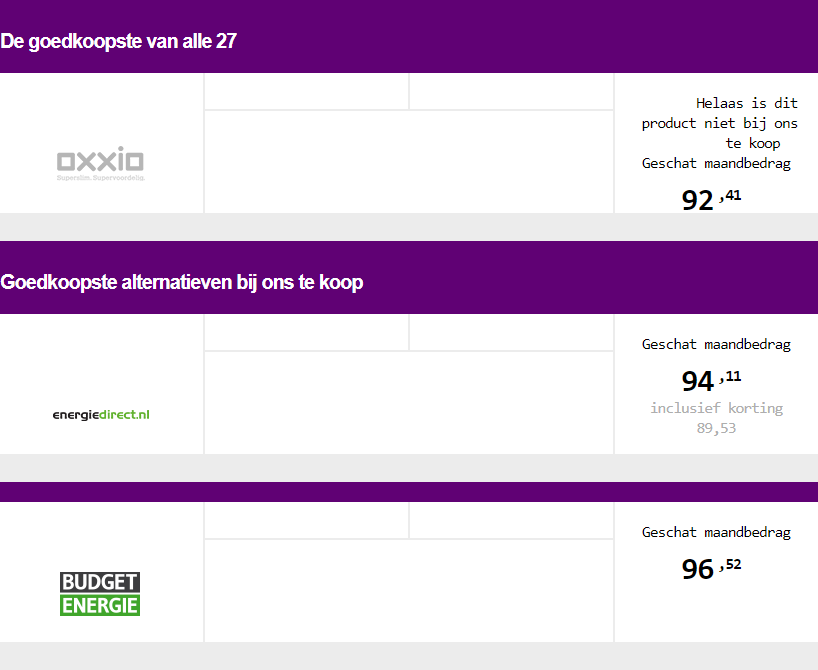 De goedkoopste van alle 27
Helaas is dit
product niet bij ons
te koop
oxxio
Superslim. Supervoordelig.
Geschat maandbedrag
92 ,41
Goedkoopste alternatieven bij ons te koop
Geschat maandbedrag
94 ,11
energiedirect.nl
inclusief korting
89,53
Geschat maandbedrag
96 ,52
BUDGET
ENERGIE